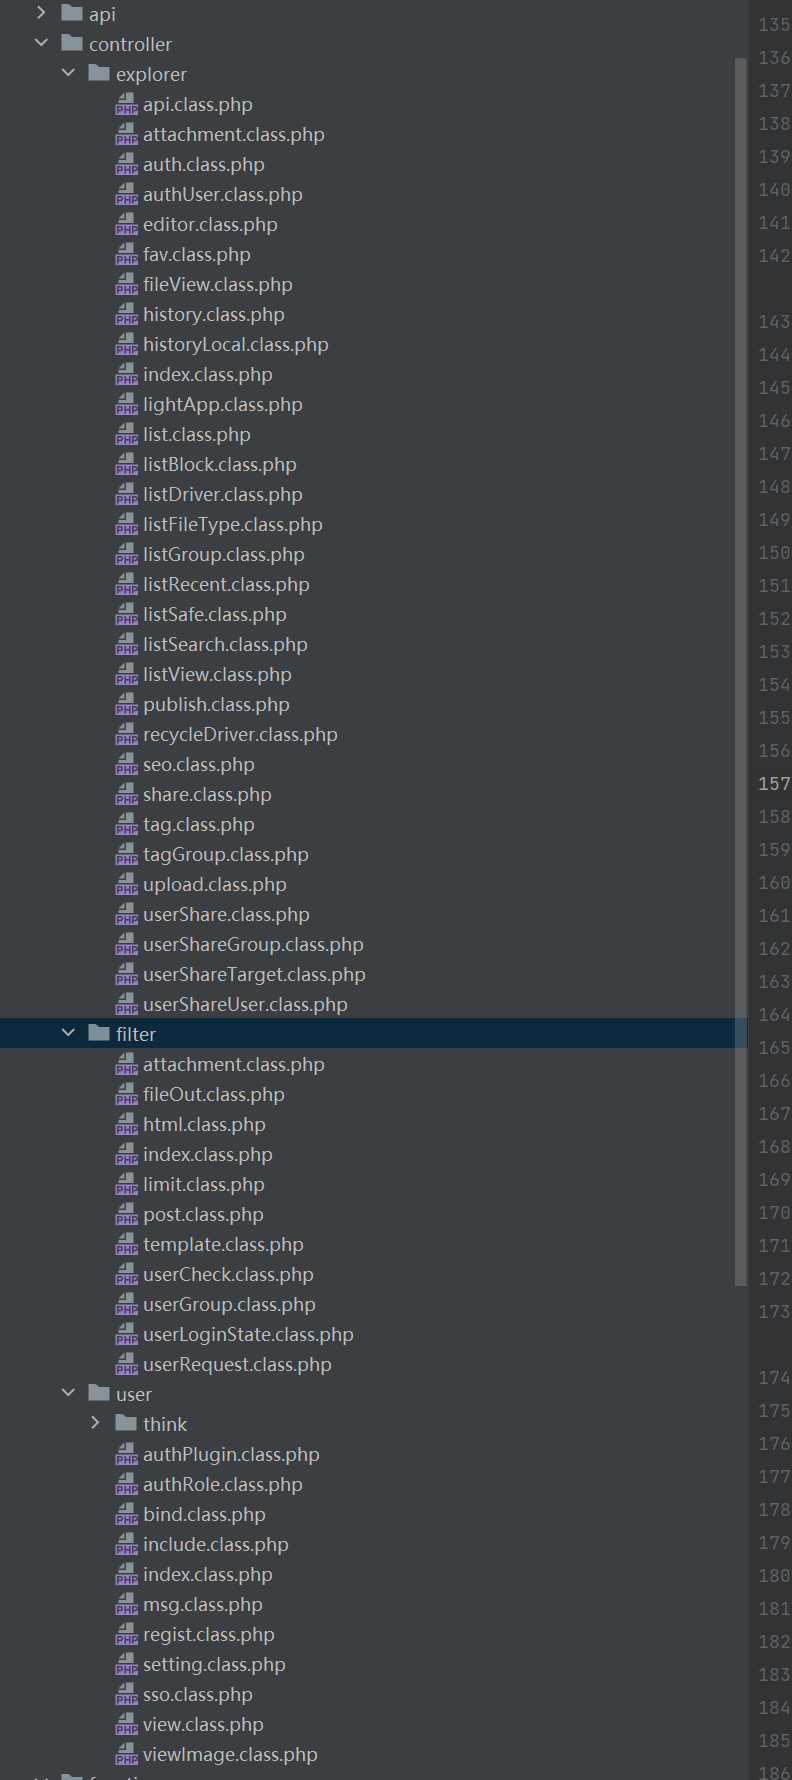 api
135
controller
136
explorer
137
api.class.php
138
attachment.class.php
139
auth.class.php
140
authUser.class.php
141
editor.class.php
142
fav.class.php
fileView.class.php
history.class.php
143
historyLocal.class.php
144
index.class.php
145
lightApp.class.php
146
list.class.php
147
listBlock.class.php
148
listDriver.class.php
149
listFileType.class.php
150
listGroup.class.php
151
listRecent.class.php
152
listSafe.class.php
153
listSearch.class.php
154
listView.class.php
155
publish.class.php
156
recycleDriver.class.php
157
seo.class.php
158
share.class.php
159
tag.class.php
160
tagGroup.class.php
161
upload.class.php
162
userShare.class.php
163
userShareGroup.class.php
164
userShareTarget.class.php
165
userShareUser.class.php
166
filter
167
attachment.class.php
168
fileOut.class.php
169
html.class.php
170
index.class.php
171
limit.class.php
172
post.class.php
173
template.class.php
userCheck.class.php
userGroup.class.php
174
userLoginState.class.php
175
userRequest.class.php
176
user
177
think
178
authPlugin.class.php
179
authRole.class.php
180
bind.class.php
181
include.class.php
182
index.class.php
183
msg.class.php
184
regist.class.php
185
setting.class.php
186
sso.class.php
view.class.php
viewImage.class.php